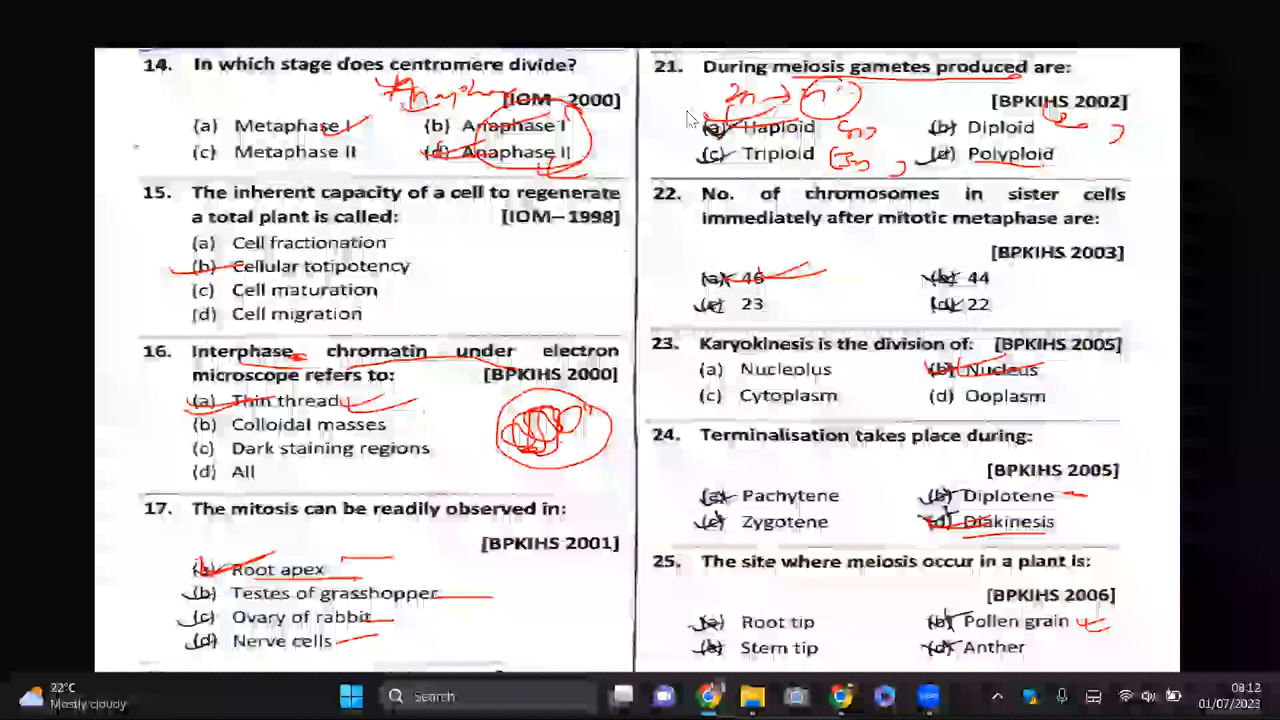 14. In which stage does centromere divide?
Anaphase
[IOM – 2000]
(a) Metaphase I (b) Anaphase I
(c) Metaphase II (d) Anaphase II
15. The inherent capacity of a cell to regenerate
a total plant is called: [IOM–1998]
(a) Cell fractionation
(b) Cellular totipotency
(c) Cell maturation
(d) Cell migration
16. Interphase chromatin under electron
microscope refers to: [BPKIHS 2000]
(a) Thin thread
(b) Colloidal masses
(c) Dark staining regions
(d) All
17. The mitosis can be readily observed in:
[BPKIHS 2001]
(a) Root apex
(b) Testes of grasshopper
(c) Ovary of rabbit
(d) Nerve cells
21. During meiosis gametes produced are:
2n → n
[BPKIHS 2002]
(a) Haploid (b) Diploid
(c) Triploid (d) Polyploid
22. No. of chromosomes in sister cells
immediately after mitotic metaphase are:
[BPKIHS 2003]
(a) 46 (b) 44
(c) 23 (d) 22
23. Karyokinesis is the division of: [BPKIHS 2005]
(a) Nucleolus (b) Nucleus
(c) Cytoplasm (d) Ooplasm
24. Terminalisation takes place during:
[BPKIHS 2005]
(a) Pachytene (b) Diplotene
(c) Zygotene (d) Diakinesis
25. The site where meiosis occur in a plant is:
[BPKIHS 2006]
(a) Root tip (b) Pollen grain
Stem tip (d) Anther
22°C
Mostly cloudy
Search
08:12
01/07/2023